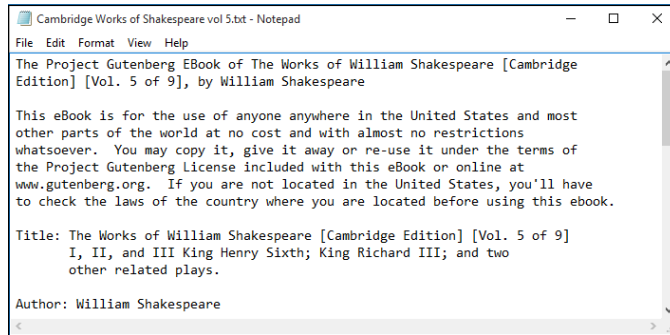 Cambridge Works of Shakespeare vol 5.txt - Notepad
File Edit Format View Help
The Project Gutenberg EBook of The Works of William Shakespeare [Cambridge
Edition] [Vol. 5 of 9], by William Shakespeare

This eBook is for the use of anyone anywhere in the United States and most
other parts of the world at no cost and with almost no restrictions
whatsoever.  You may copy it, give it away or re-use it under the terms of
the Project Gutenberg License included with this eBook or online at
www.gutenberg.org.  If you are not located in the United States, you'll have
to check the laws of the country where you are located before using this ebook.

Title: The Works of William Shakespeare [Cambridge Edition] [Vol. 5 of 9]
       I, II, and III King Henry Sixth; King Richard III; and two
       other related plays.

Author: William Shakespeare